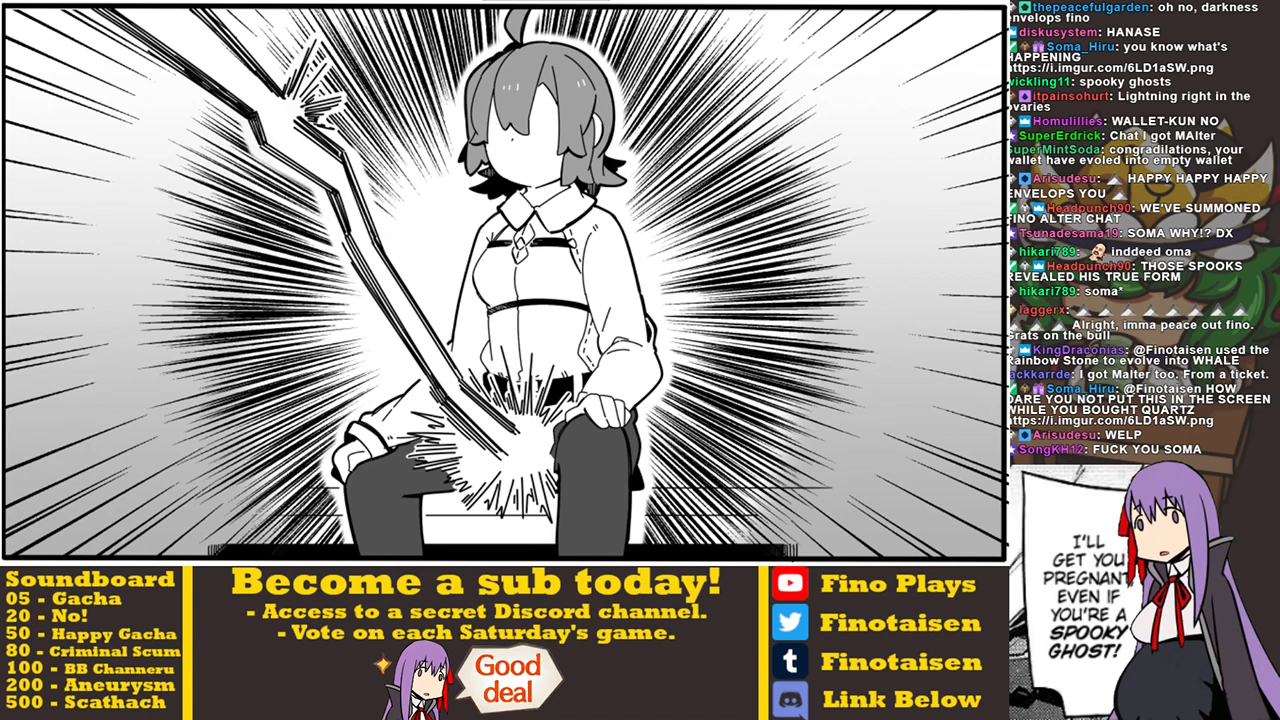 thepeacefulgarden: oh no, darkness
envelops fino
diskusystem: HANASE
Soma_Hiru: you know what's
HAPPENING
https://i.imgur.com/6LD1aSW.png
wickling11: spooky ghosts
itpainsohurt: Lightning right in the
ovaries
Homulillies: WALLET-KUN NO
SuperErdrick: Chat I got MAlter
SuperMintSoda: congradilations, your
wallet have evoled into empty wallet
Arisudesu: HAPPY HAPPY HAPPY
ENVELOPS YOU
Headpunch90: WE'VE SUMMONED
FINO ALTER CHAT
Tsunadesama19: SOMA WHY!? DX
hikari789: inddeed oma
Headpunch90: THOSE SPOOKS
REVEALED HIS TRUE FORM
hikari789: soma*
laggerx:
Alright, imma peace out fino.
Grats on the bull
KingDraconias: @Finotaisen used the
Rainbow Stone to evolve into WHALE
ackkarrde: I got Malter too. From a ticket.
Soma_Hiru: @Finotaisen HOW
DARE YOU NOT PUT THIS IN THE SCREEN
WHILE YOU BOUGHT QUARTZ
https://i.imgur.com/6LD1aSW.png
Arisudesu: WELP
SongKH12: FUCK YOU SOMA
I'LL
GET YOU
PREGNANT
EVEN IF
YOU'RE A
SPOOKY
GHOST!
Soundboard
05 - Gacha
20 - No!
50 - Happy Gacha
80 - Criminal Scum
100 - BB Channeru
200 - Aneurysm
500 - Scathach
Become a sub today!
- Access to a secret Discord channel.
- Vote on each Saturday's game.
Good
deal
Fino Plays
Finotaisen
t Finotaisen
Link Below